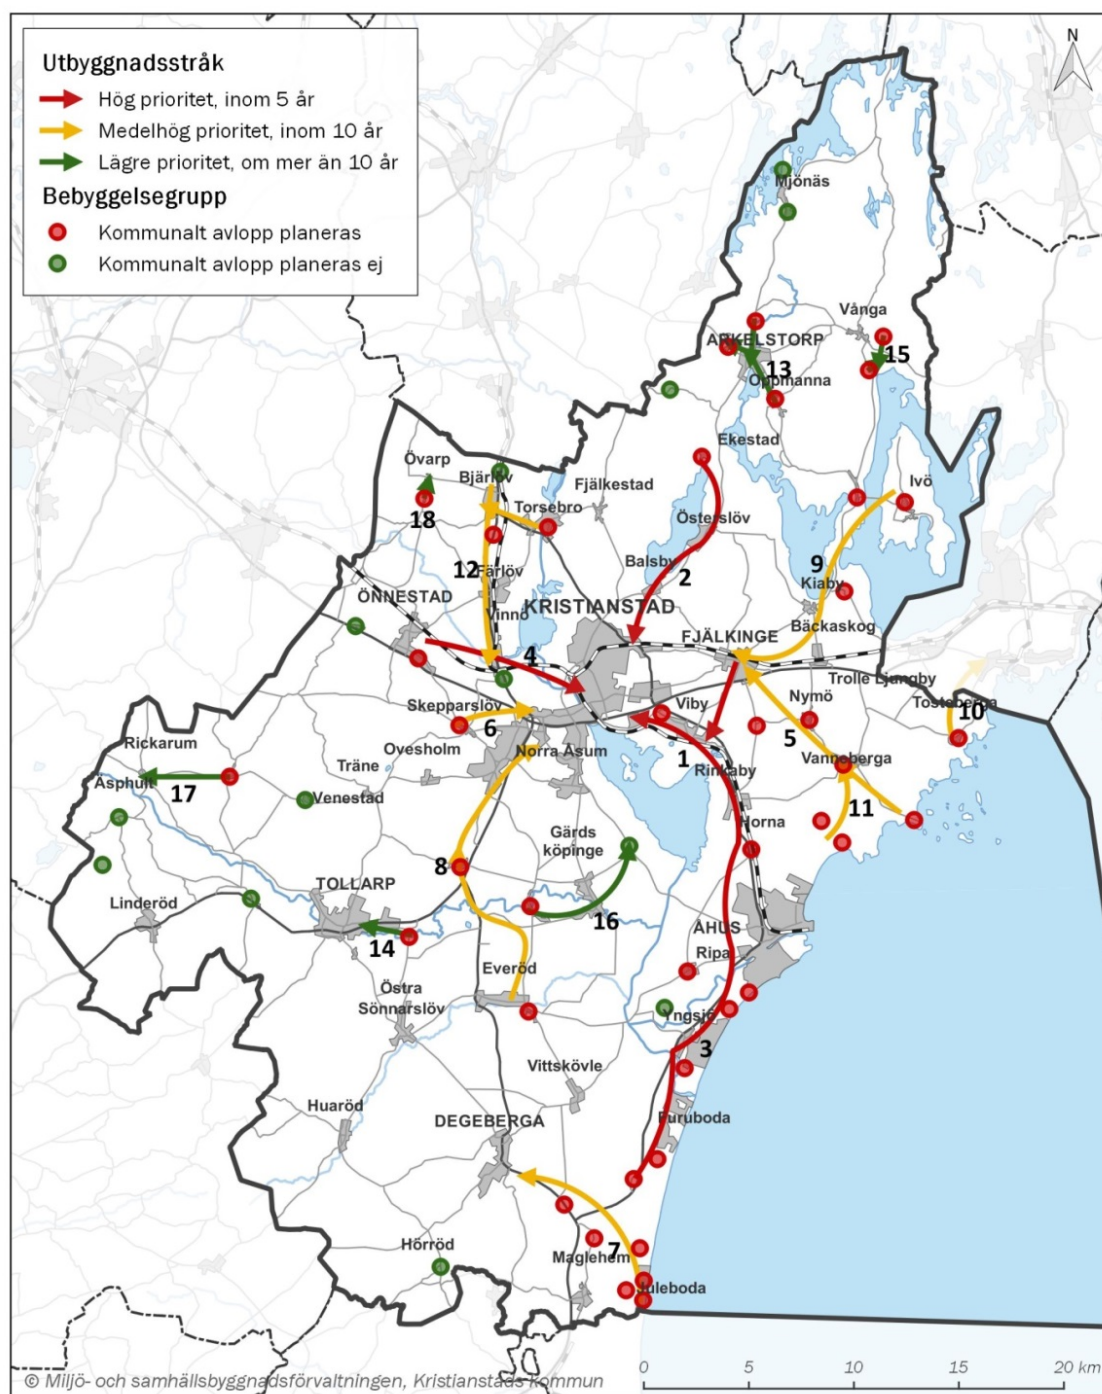 Utbyggnadsstråk
Hög prioritet, inom 5 år
Medelhög prioritet, inom 10 år
Lägre prioritet, om mer än 10 år
Bebyggelsegrupp
Kommunalt avlopp planeras
Kommunalt avlopp planeras ej
N
Mjönäs
Vånga
ARKELSTORP
15
13
Oppmanna
Ekestad
Övarp
Bjärlöv
Fjälkestad
Ivö
18
Torsebro
Österslöv
9
12
Färlöv
Balsby
2
Kiaby
ÖNNESTAD
Vinnö
KRISTIANSTAD
Bäckaskog
FJÄLKINGE
4
Trolle Ljungby
Skepparslöv
Viby
Nymö
Tosteberga
10
6
5
Rickarum
Ovesholm
Norra Åsum
1
Vanneberga
Träne
Rinkaby
Äsphult
17
Venestad
11
Horna
Gärds
köpinge
8
TOLLARP
Linderöd
16
ÅHUS
14
Ripa
Everöd
Östra
Sönnarslöv
Yngsjö
3
Vittskövle
Huaröd
Furuboda
DEGEBERGA
Hörröd
7
Maglehem
Juleboda
0 5 10 15 20 km
© Miljö- och samhällsbyggnadsförvaltningen, Kristianstads kommun